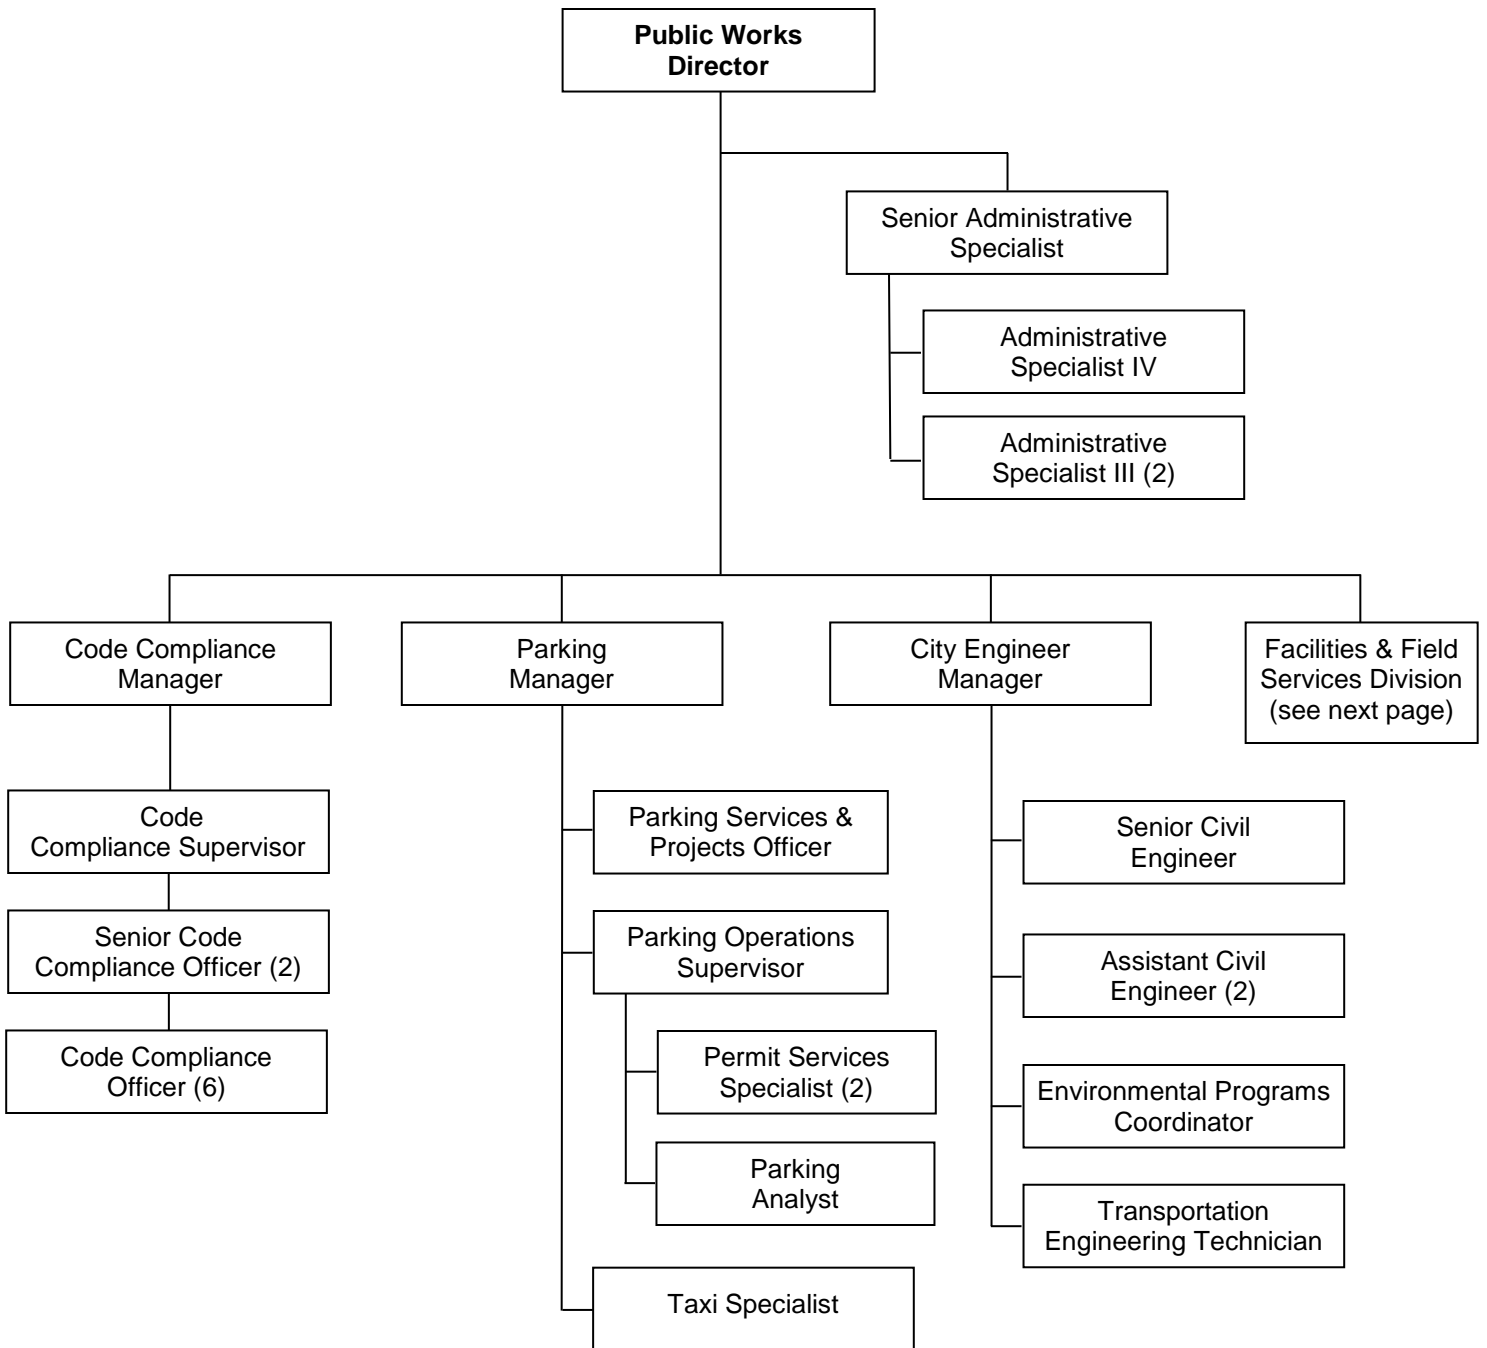 Public Works
Director
Senior Administrative
Specialist
Administrative
Specialist IV
Administrative
Specialist III (2)
Code Compliance
Manager
Parking
Manager
City Engineer
Manager
Facilities & Field
Services Division
(see next page)
Code
Compliance Supervisor
Senior Code
Compliance Officer (2)
Code Compliance
Officer (6)
Parking Services &
Projects Officer
Parking Operations
Supervisor
Permit Services
Specialist (2)
Parking
Analyst
Taxi Specialist
Senior Civil
Engineer
Assistant Civil
Engineer (2)
Environmental Programs
Coordinator
Transportation
Engineering Technician